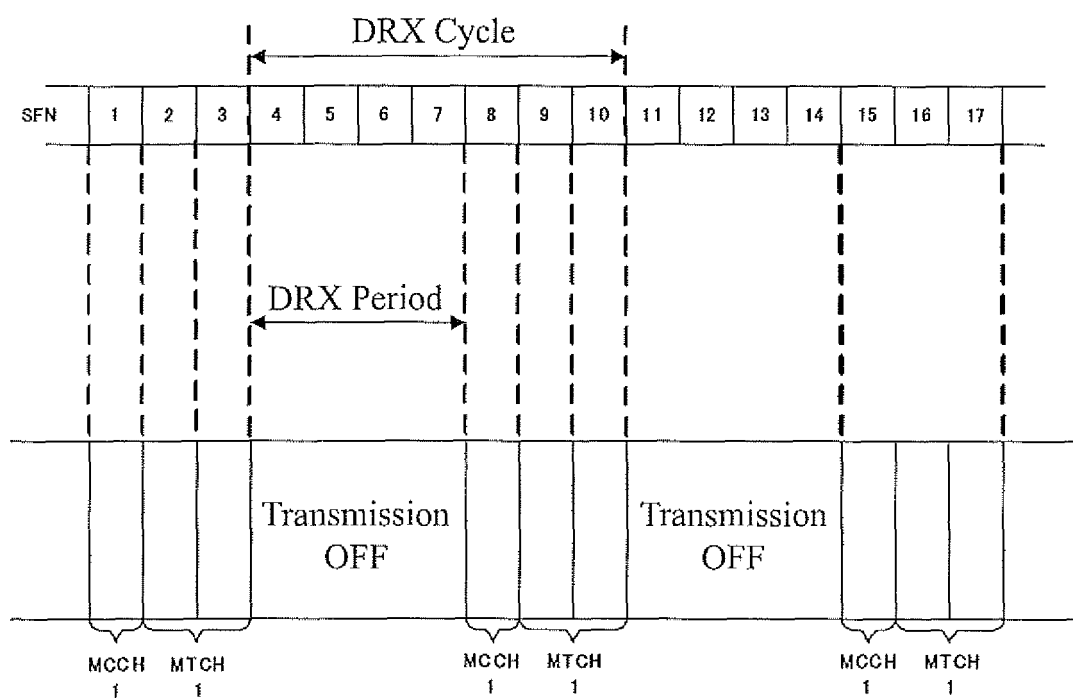 DRX Cycle
SFN 1 2 3 4 5 6 7 8 9 10 11 12 13 14 15 16 17
DRX Period
Transmission OFF Transmission OFF
MCCH 1 MTCH 1 MCCH 1 MTCH 1 MCCH 1 MTCH 1